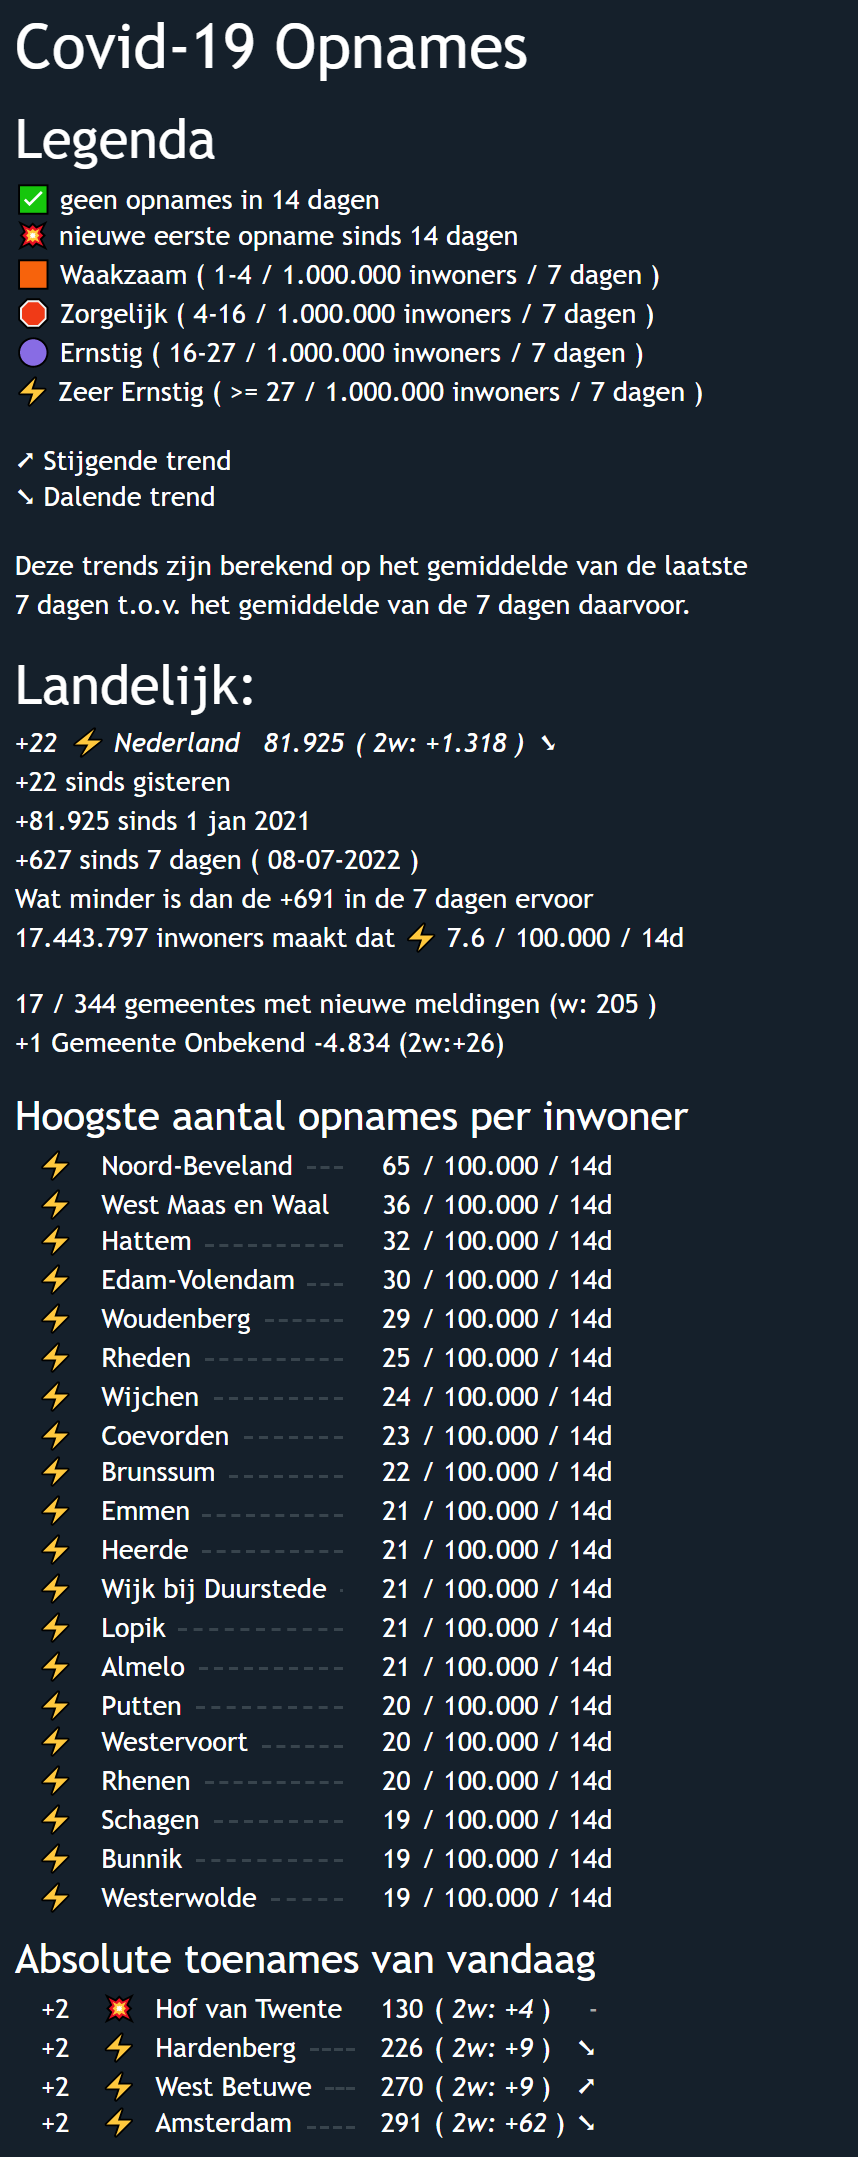 Covid-19 Opnames
Legenda
✅ geen opnames in 14 dagen
💥 nieuwe eerste opname sinds 14 dagen
🟧 Waakzaam ( 1-4 / 1.000.000 inwoners / 7 dagen )
🛑 Zorgelijk ( 4-16 / 1.000.000 inwoners / 7 dagen )
🟣 Ernstig ( 16-27 / 1.000.000 inwoners / 7 dagen )
⚡ Zeer Ernstig ( >= 27 / 1.000.000 inwoners / 7 dagen )
➚ Stijgende trend
➘ Dalende trend
Deze trends zijn berekend op het gemiddelde van de laatste
7 dagen t.o.v. het gemiddelde van de 7 dagen daarvoor.
Landelijk:
+22 ⚡ Nederland 81.925 ( 2w: +1.318 ) ➘
+22 sinds gisteren
+81.925 sinds 1 jan 2021
+627 sinds 7 dagen ( 08-07-2022 )
Wat minder is dan de +691 in de 7 dagen ervoor
17.443.797 inwoners maakt dat ⚡ 7.6 / 100.000 / 14d
17 / 344 gemeentes met nieuwe meldingen (w: 205 )
+1 Gemeente Onbekend -4.834 (2w:+26)
Hoogste aantal opnames per inwoner
⚡ Noord-Beveland --- 65 / 100.000 / 14d
⚡ West Maas en Waal 36 / 100.000 / 14d
⚡ Hattem ---------- 32 / 100.000 / 14d
⚡ Edam-Volendam --- 30 / 100.000 / 14d
⚡ Woudenberg ------ 29 / 100.000 / 14d
⚡ Rheden ---------- 25 / 100.000 / 14d
⚡ Wijchen --------- 24 / 100.000 / 14d
⚡ Coevorden ------- 23 / 100.000 / 14d
⚡ Brunssum -------- 22 / 100.000 / 14d
⚡ Emmen ---------- 21 / 100.000 / 14d
⚡ Heerde ---------- 21 / 100.000 / 14d
⚡ Wijk bij Duurstede - 21 / 100.000 / 14d
⚡ Lopik ----------- 21 / 100.000 / 14d
⚡ Almelo ---------- 21 / 100.000 / 14d
⚡ Putten ---------- 20 / 100.000 / 14d
⚡ Westervoort ------ 20 / 100.000 / 14d
⚡ Rhenen ---------- 20 / 100.000 / 14d
⚡ Schagen --------- 19 / 100.000 / 14d
⚡ Bunnik ---------- 19 / 100.000 / 14d
⚡ Westerwolde ----- 19 / 100.000 / 14d
Absolute toenames van vandaag
+2 💥 Hof van Twente 130 ( 2w: +4 ) -
+2 ⚡ Hardenberg ---- 226 ( 2w: +9 ) ➘
+2 ⚡ West Betuwe --- 270 ( 2w: +9 ) ➚
+2 ⚡ Amsterdam ---- 291 ( 2w: +62 ) ➘